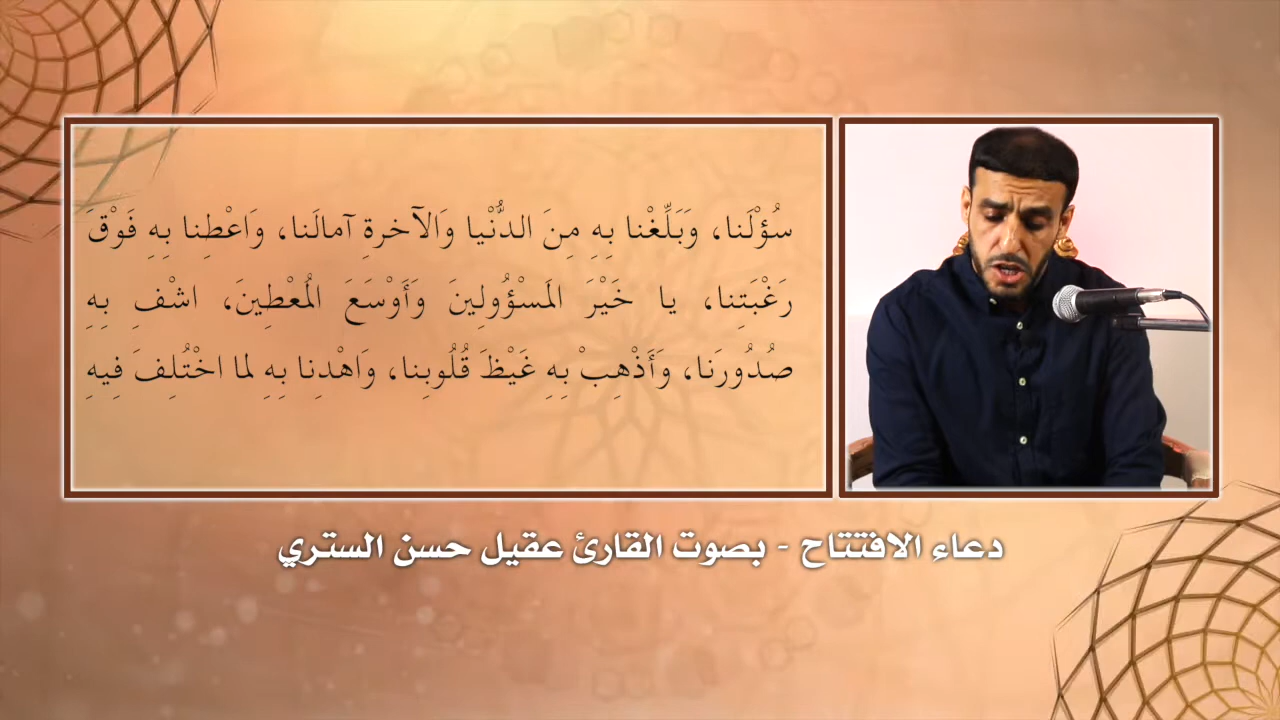 سُؤْلَنا، وَبَلِّغْنا بِهِ مِنَ الدُّنْيا وَالآخرةِ آمالَنا، وَاعْطِنا بِهِ فَوْقَ
رَغْبَتِنا، يا خَيْرَ المَسْؤُولِينَ وَأَوْسَعَ المُعْطِينَ، اشْفِ بِهِ
صُدُورَنا، وَأَذْهِبْ بِهِ غَيْظَ قُلُوبِنا، وَاهْدِنا بِهِ لما اخْتُلِفَ فِيهِ
دعاء الافتتاح - بصوت القارئ عقيل حسن الستري